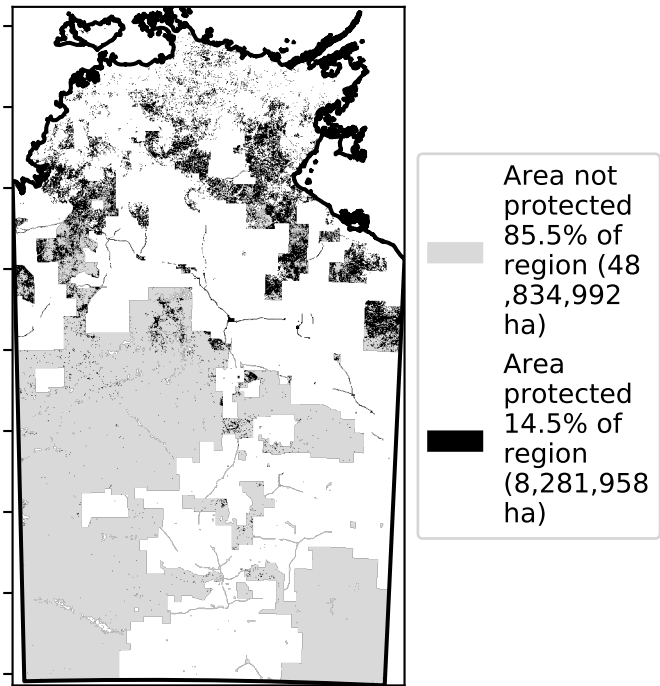 Area not
protected
85.5% of
region (48
,834,992
ha)
Area
protected
14.5% of
region
(8,281,958
ha)